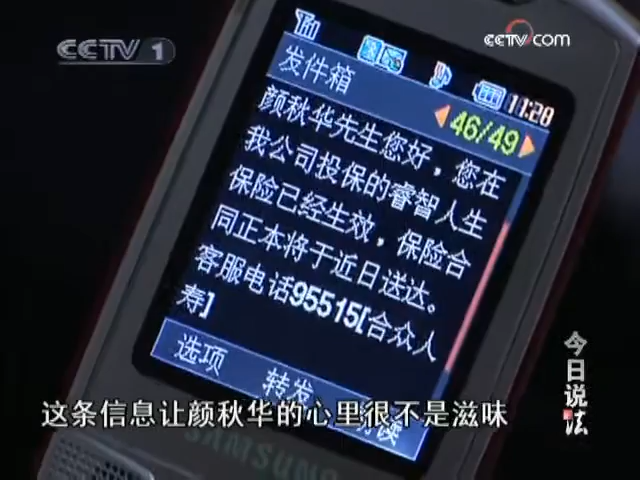 CCTV 1
CCTV.com
11:28
发件箱
46/49
颜秋华先生您好，您在
我公司投保的睿智人生
保险已经生效，保险合
同正本将于近日送达。
客服电话95515[合众人
寿]
选项
转发
读
这条信息让颜秋华的心里很不是滋味
SAMSUNG
今日说法